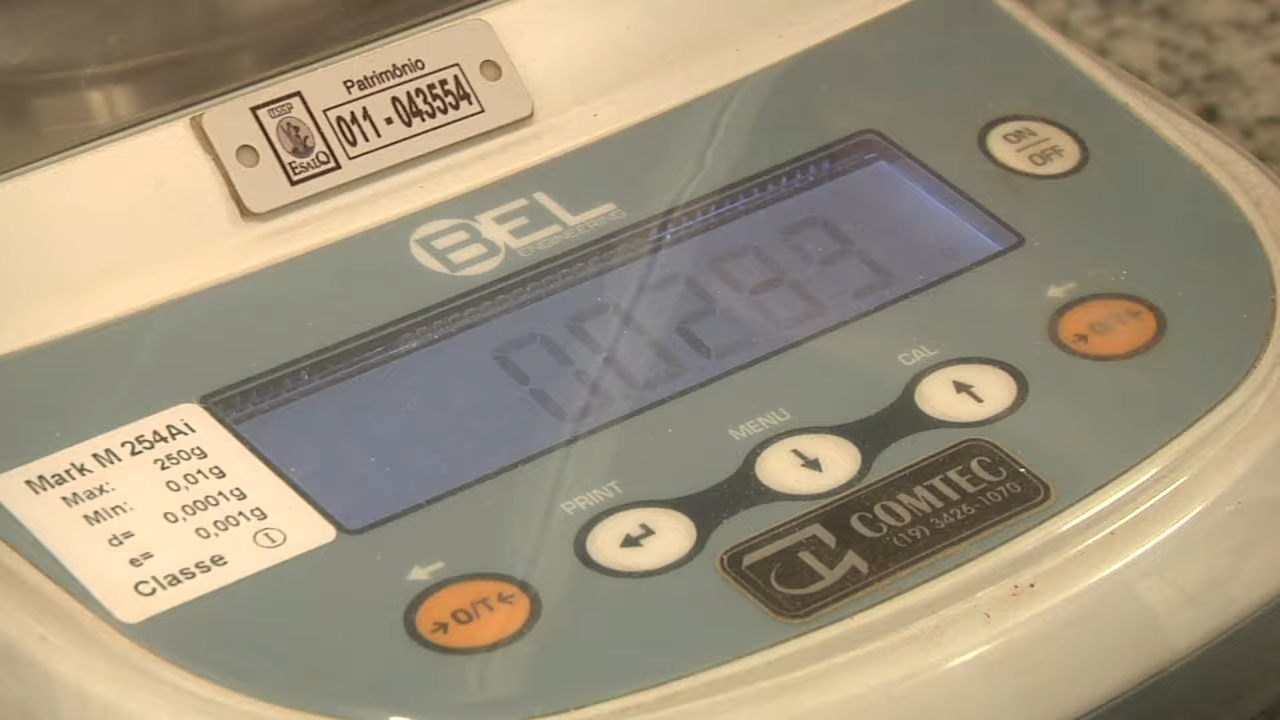 Patrimônio
USP
ESALQ
011 - 043554
ON
OFF
BEL
ENGINEERING
CAL
MENU
PRINT
→O/T←
→O/T←
Mark M 254Ai
Max: 250g
Min: 0,01g
d= 0,0001g
e= 0,001g
Classe I
COMTEC
(19) 3426-1070